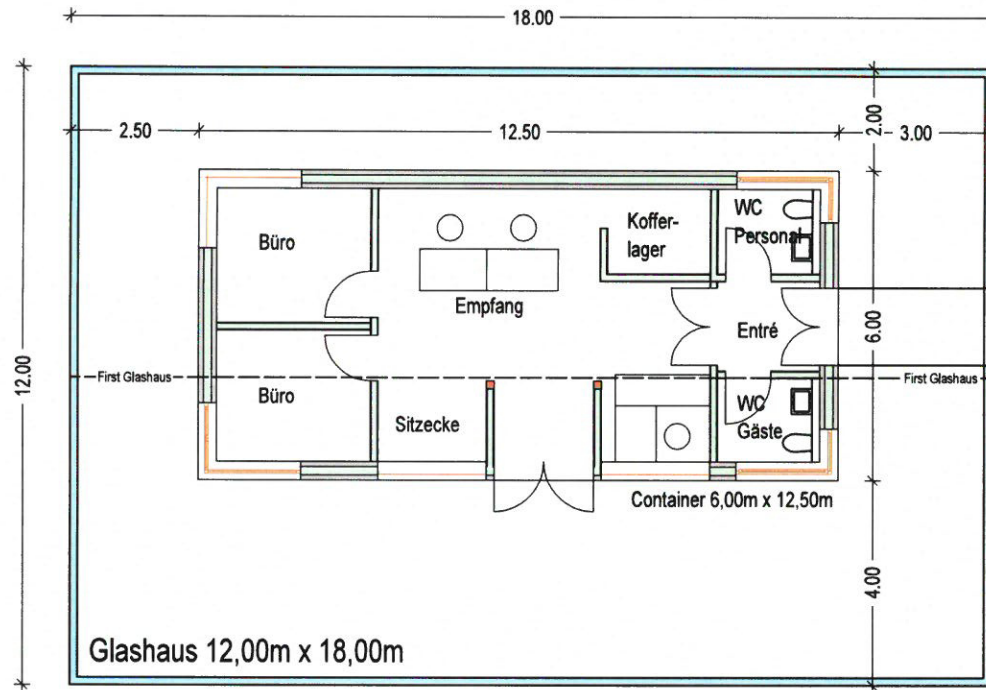 18.00
2.50
12.50
2.00
3.00
12.00
Büro
Koffer-
lager
WC
Personal
Empfang
Entré
6.00
First Glashaus
First Glashaus
Büro
Sitzecke
WC
Gäste
Container 6,00m x 12,50m
4.00
Glashaus 12,00m x 18,00m